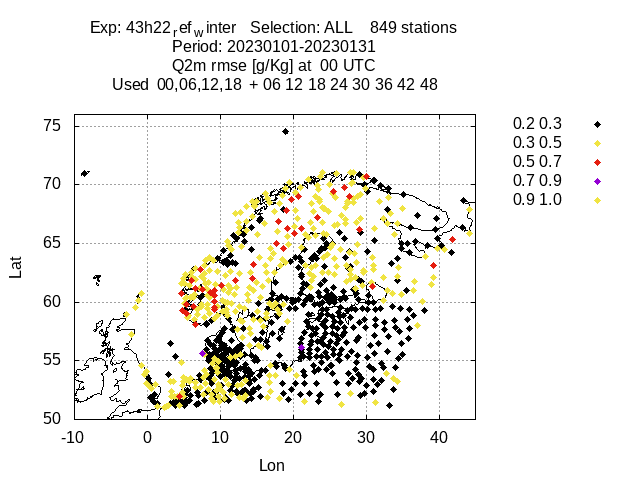 Exp: 43h22ref winter Selection: ALL 849 stations
Period: 20230101-20230131
Q2m rmse [g/Kg] at 00 UTC
Used 00,06,12,18 + 06 12 18 24 30 36 42 48
0.2 0.3
0.3 0.5
0.5 0.7
0.7 0.9
0.9 1.0
75
70
65
60
55
50
Lat
-10 0 10 20 30 40
Lon